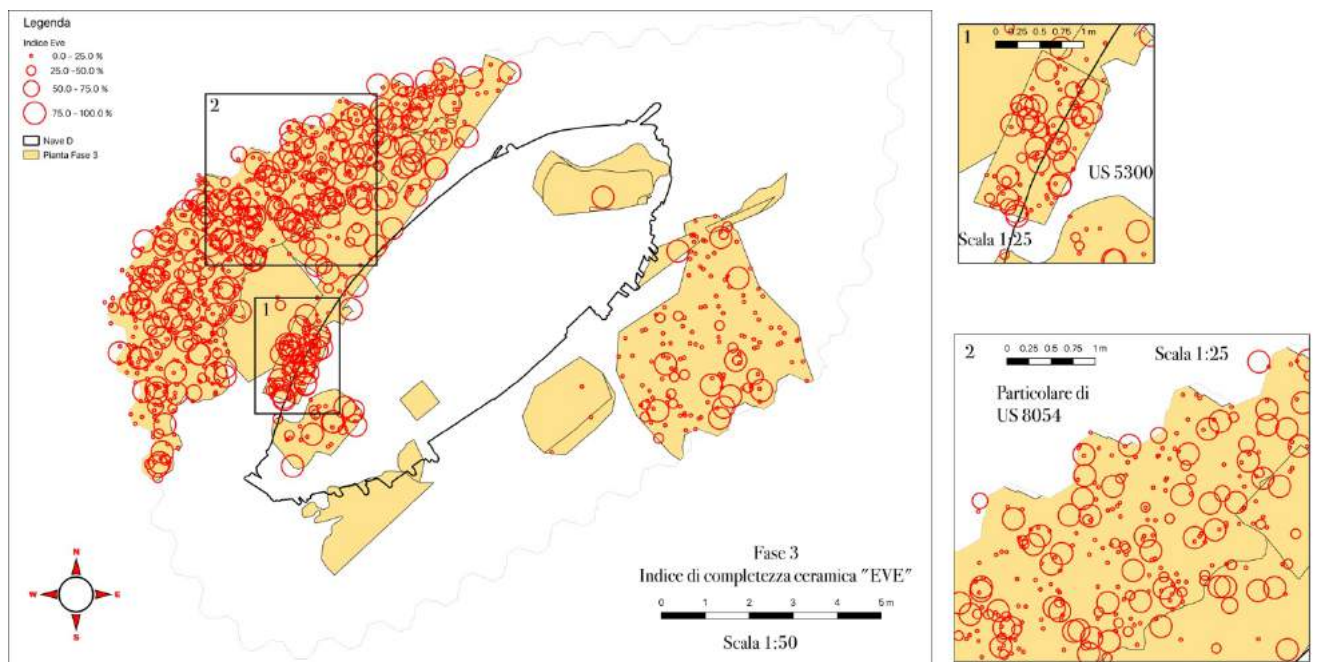 Legenda
Indice Eve
0.0 - 25.0 %
25.0 -50.0 %
50.0 - 75.0 %
75.0 - 100.0 %
Nave D
Pianta Fase 3
2
1
N
W E
S
Fase 3
Indice di completezza ceramica "EVE"
0 1 2 3 4 5 m
Scala 1:50
1
0 0.25 0.5 0.75 1 m
US 5300
Scala 1:25
2
0 0.25 0.5 0.75 1 m
Scala 1:25
Particolare di
US 8054